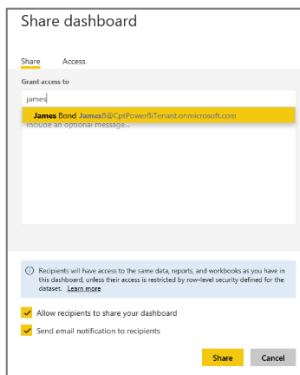 Share dashboard
Share Access
Grant access to
james
James Bond JamesB@CptPowerBiTenant.onmicrosoft.com
Include an optional message...
Recipients will have access to the same data, reports, and workbooks as you have in
this dashboard, unless their access is restricted by row-level security defined for the
dataset. Learn more
Allow recipients to share your dashboard
Send email notification to recipients
Share Cancel